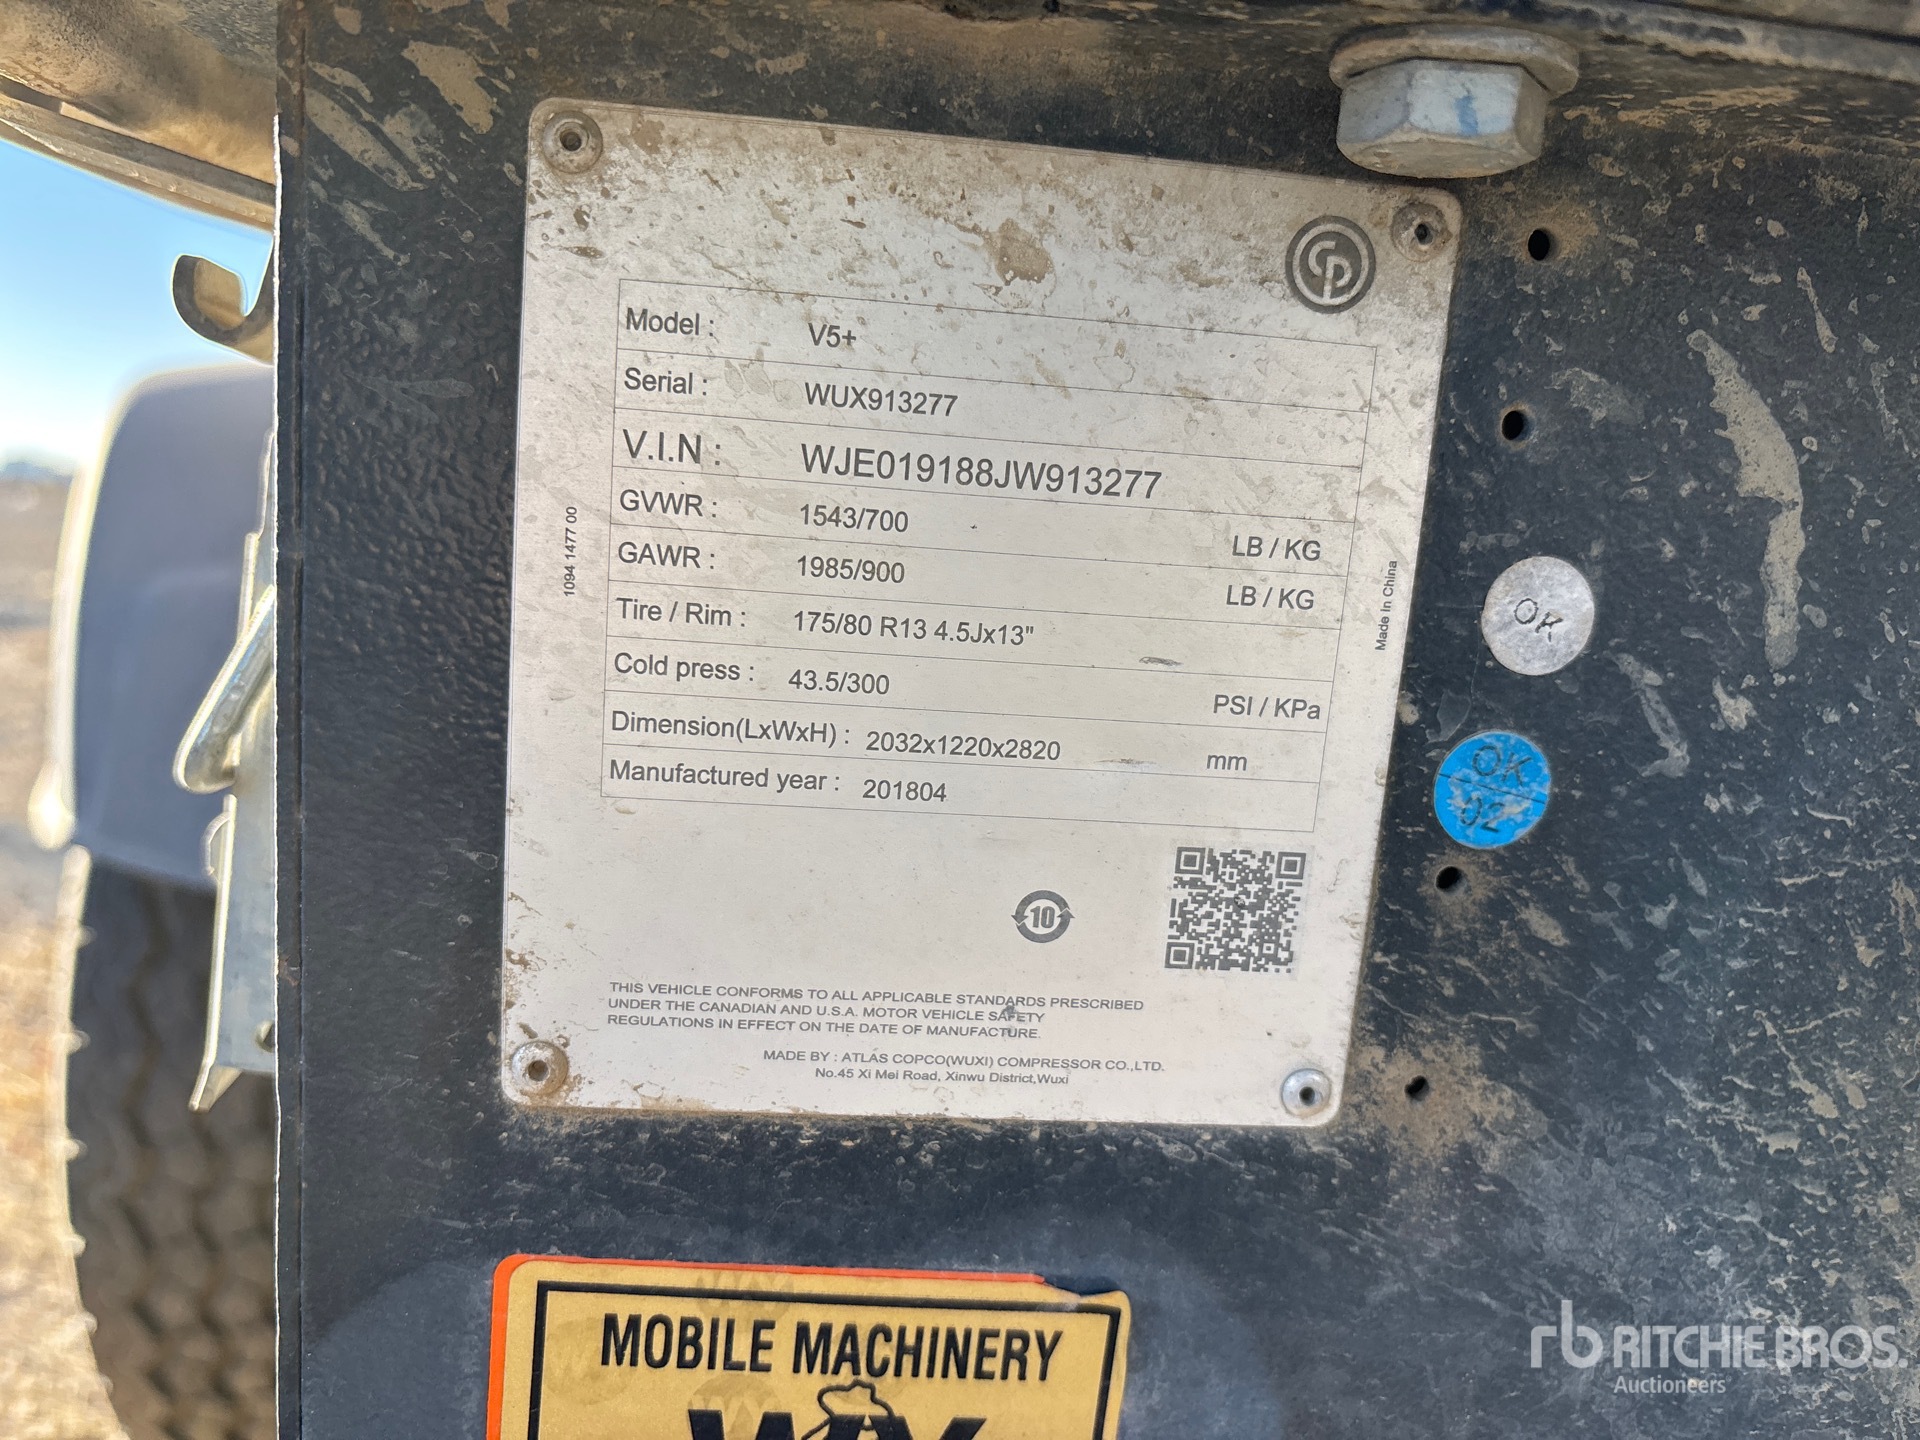 CP
Model : V5+
Serial : WUX913277
V.I.N : WJE019188JW913277
GVWR : 1543/700 LB / KG
GAWR : 1985/900 LB / KG
Tire / Rim : 175/80 R13 4.5Jx13"
Cold press : 43.5/300 PSI / KPa
Dimension(LxWxH) : 2032x1220x2820 mm
Manufactured year : 201804
1094 1477 00
Made In China
10
THIS VEHICLE CONFORMS TO ALL APPLICABLE STANDARDS PRESCRIBED
UNDER THE CANADIAN AND U.S.A. MOTOR VEHICLE SAFETY
REGULATIONS IN EFFECT ON THE DATE OF MANUFACTURE.
MADE BY : ATLAS COPCO(WUXI) COMPRESSOR CO.,LTD.
No.45 Xi Mei Road, Xinwu District,Wuxi
OK
OK
02
MOBILE MACHINERY
rb RITCHIE BROS.
Auctioneers